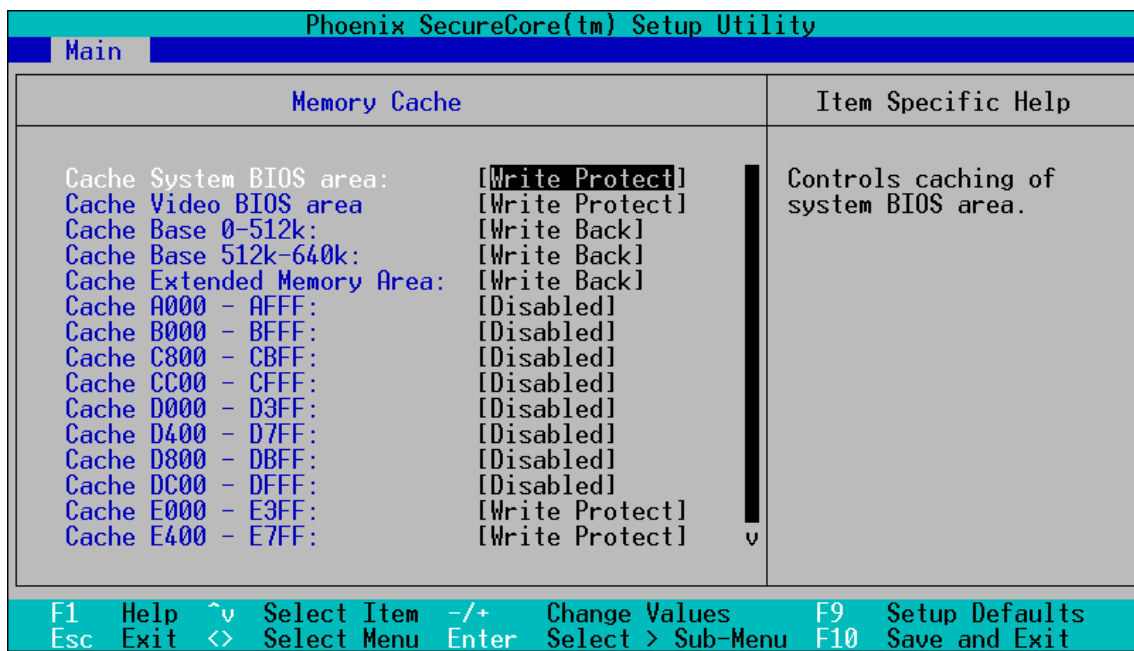 Phoenix SecureCore(tm) Setup Utility
Main
Memory Cache
Item Specific Help
Cache System BIOS area: [Write Protect]
Cache Video BIOS area [Write Protect]
Cache Base 0-512k: [Write Back]
Cache Base 512k-640k: [Write Back]
Cache Extended Memory Area: [Write Back]
Cache A000 - AFFF: [Disabled]
Cache B000 - BFFF: [Disabled]
Cache C800 - CBFF: [Disabled]
Cache CC00 - CFFF: [Disabled]
Cache D000 - D3FF: [Disabled]
Cache D400 - D7FF: [Disabled]
Cache D800 - DBFF: [Disabled]
Cache DC00 - DFFF: [Disabled]
Cache E000 - E3FF: [Write Protect]
Cache E400 - E7FF: [Write Protect] v
Controls caching of
system BIOS area.
F1 Help ^v Select Item -/+ Change Values F9 Setup Defaults
Esc Exit <> Select Menu Enter Select > Sub-Menu F10 Save and Exit